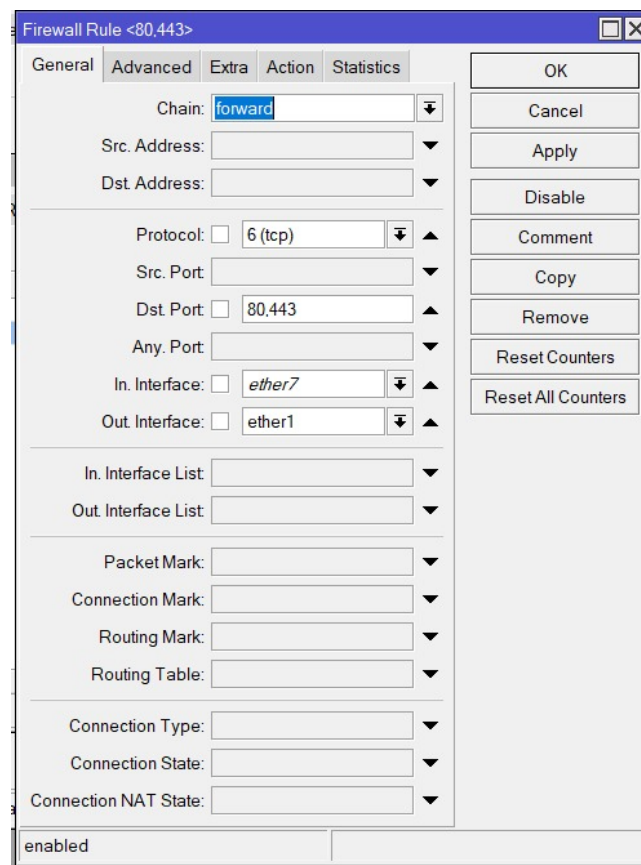 Firewall Rule <80,443>
General Advanced Extra Action Statistics
OK
Chain: forward
Cancel
Src. Address:
Apply
Dst. Address:
Disable
Protocol: 6 (tcp)
Comment
Src. Port:
Copy
Dst. Port: 80,443
Remove
Any. Port:
Reset Counters
In. Interface: ether7
Reset All Counters
Out. Interface: ether1
In. Interface List:
Out. Interface List:
Packet Mark:
Connection Mark:
Routing Mark:
Routing Table:
Connection Type:
Connection State:
Connection NAT State:
enabled